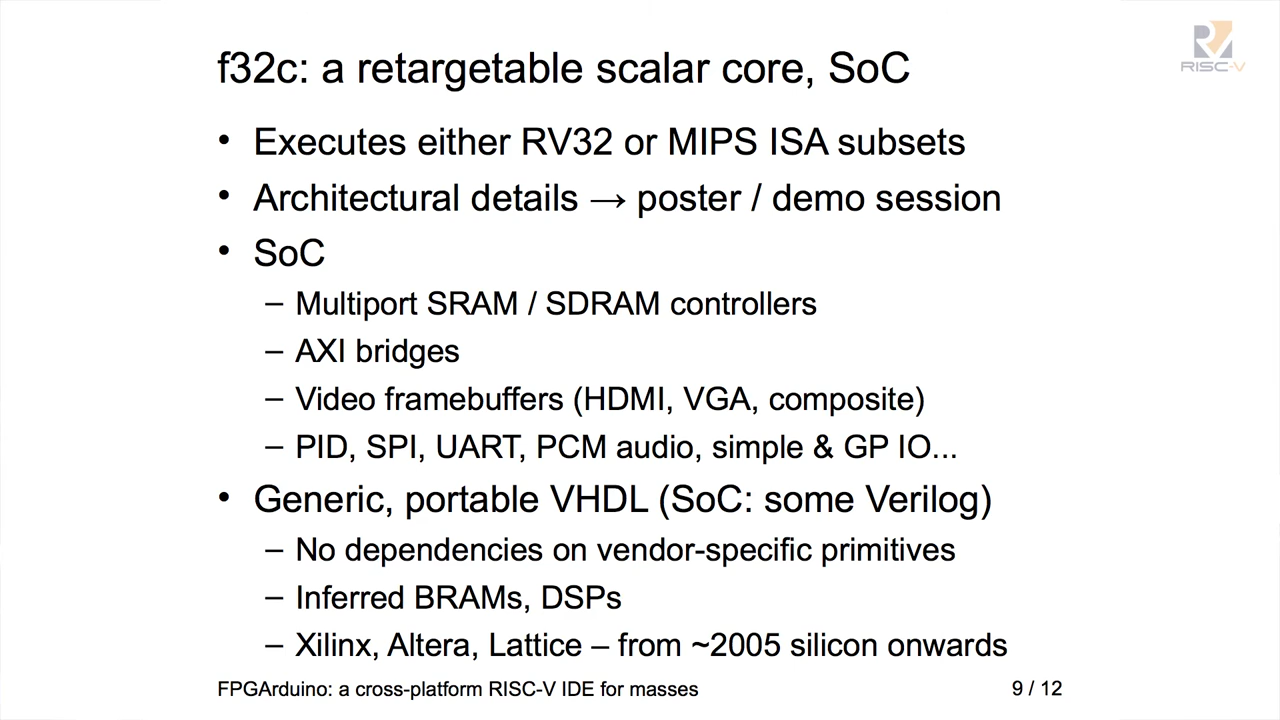 f32c: a retargetable scalar core, SoC
RISC-V
• Executes either RV32 or MIPS ISA subsets
• Architectural details → poster / demo session
• SoC
– Multiport SRAM / SDRAM controllers
– AXI bridges
– Video framebuffers (HDMI, VGA, composite)
– PID, SPI, UART, PCM audio, simple & GP IO...
• Generic, portable VHDL (SoC: some Verilog)
– No dependencies on vendor-specific primitives
– Inferred BRAMs, DSPs
– Xilinx, Altera, Lattice – from ~2005 silicon onwards
FPGArduino: a cross-platform RISC-V IDE for masses
9 / 12